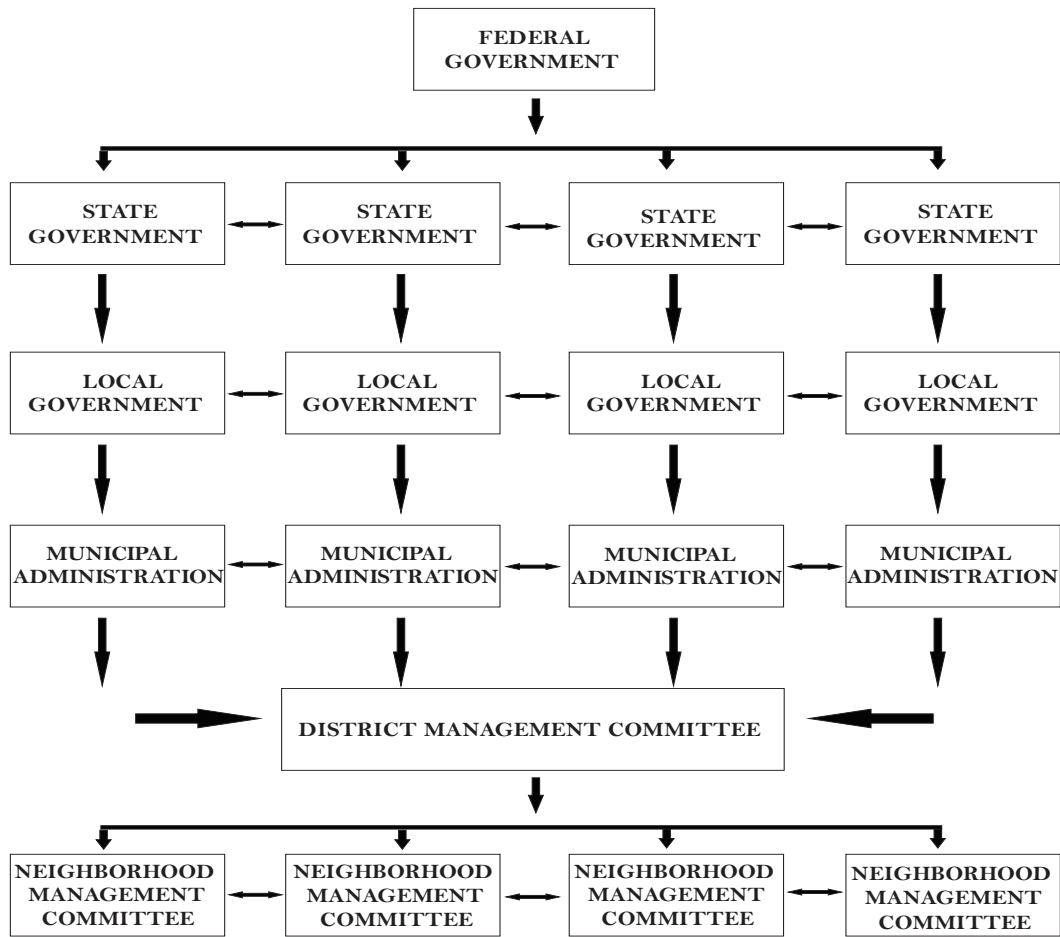 FEDERAL
GOVERNMENT
STATE
GOVERNMENT
STATE
GOVERNMENT
STATE
GOVERNMENT
STATE
GOVERNMENT
LOCAL
GOVERNMENT
LOCAL
GOVERNMENT
LOCAL
GOVERNMENT
LOCAL
GOVERNMENT
MUNICIPAL
ADMINISTRATION
MUNICIPAL
ADMINISTRATION
MUNICIPAL
ADMINISTRATION
MUNICIPAL
ADMINISTRATION
DISTRICT MANAGEMENT COMMITTEE
NEIGHBORHOOD
MANAGEMENT
COMMITTEE
NEIGHBORHOOD
MANAGEMENT
COMMITTEE
NEIGHBORHOOD
MANAGEMENT
COMMITTEE
NEIGHBORHOOD
MANAGEMENT
COMMITTEE